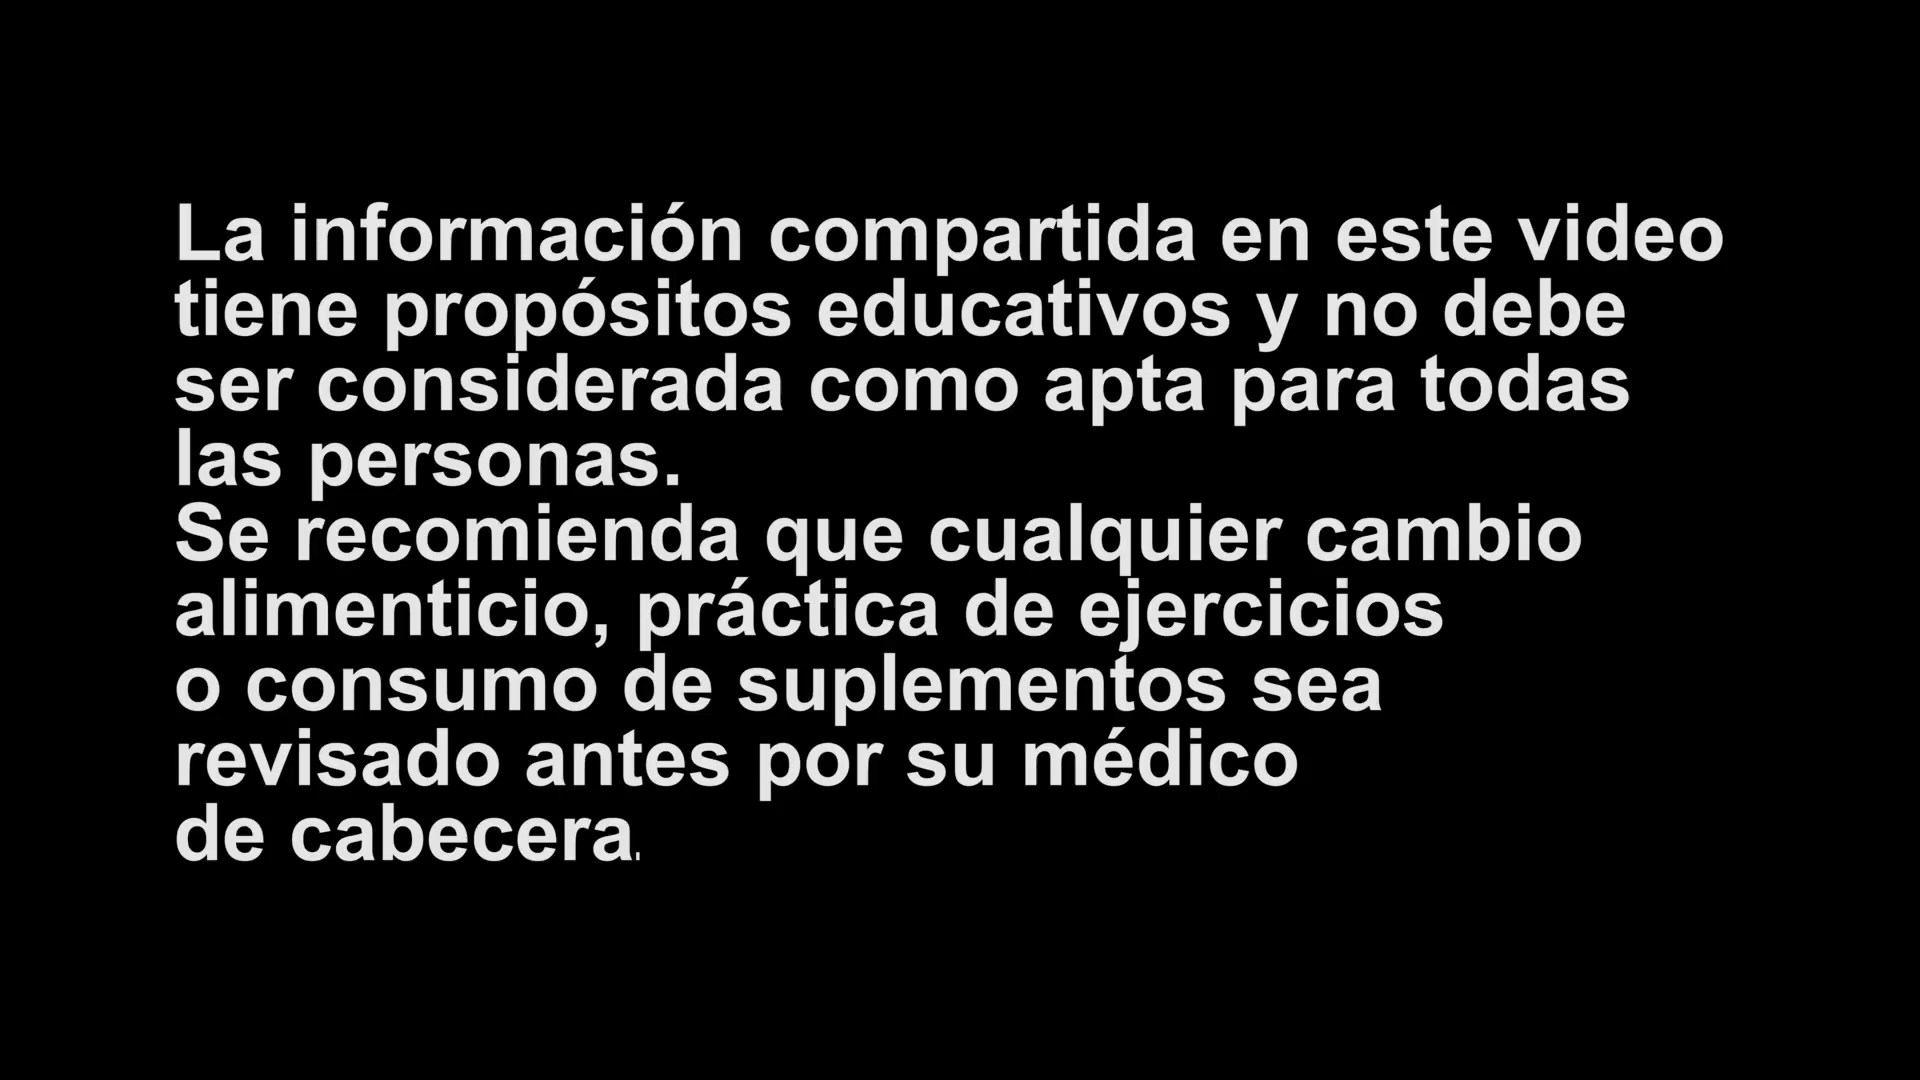 La información compartida en este video
tiene propósitos educativos y no debe
ser considerada como apta para todas
las personas.
Se recomienda que cualquier cambio
alimenticio, práctica de ejercicios
o consumo de suplementos sea
revisado antes por su médico
de cabecera.